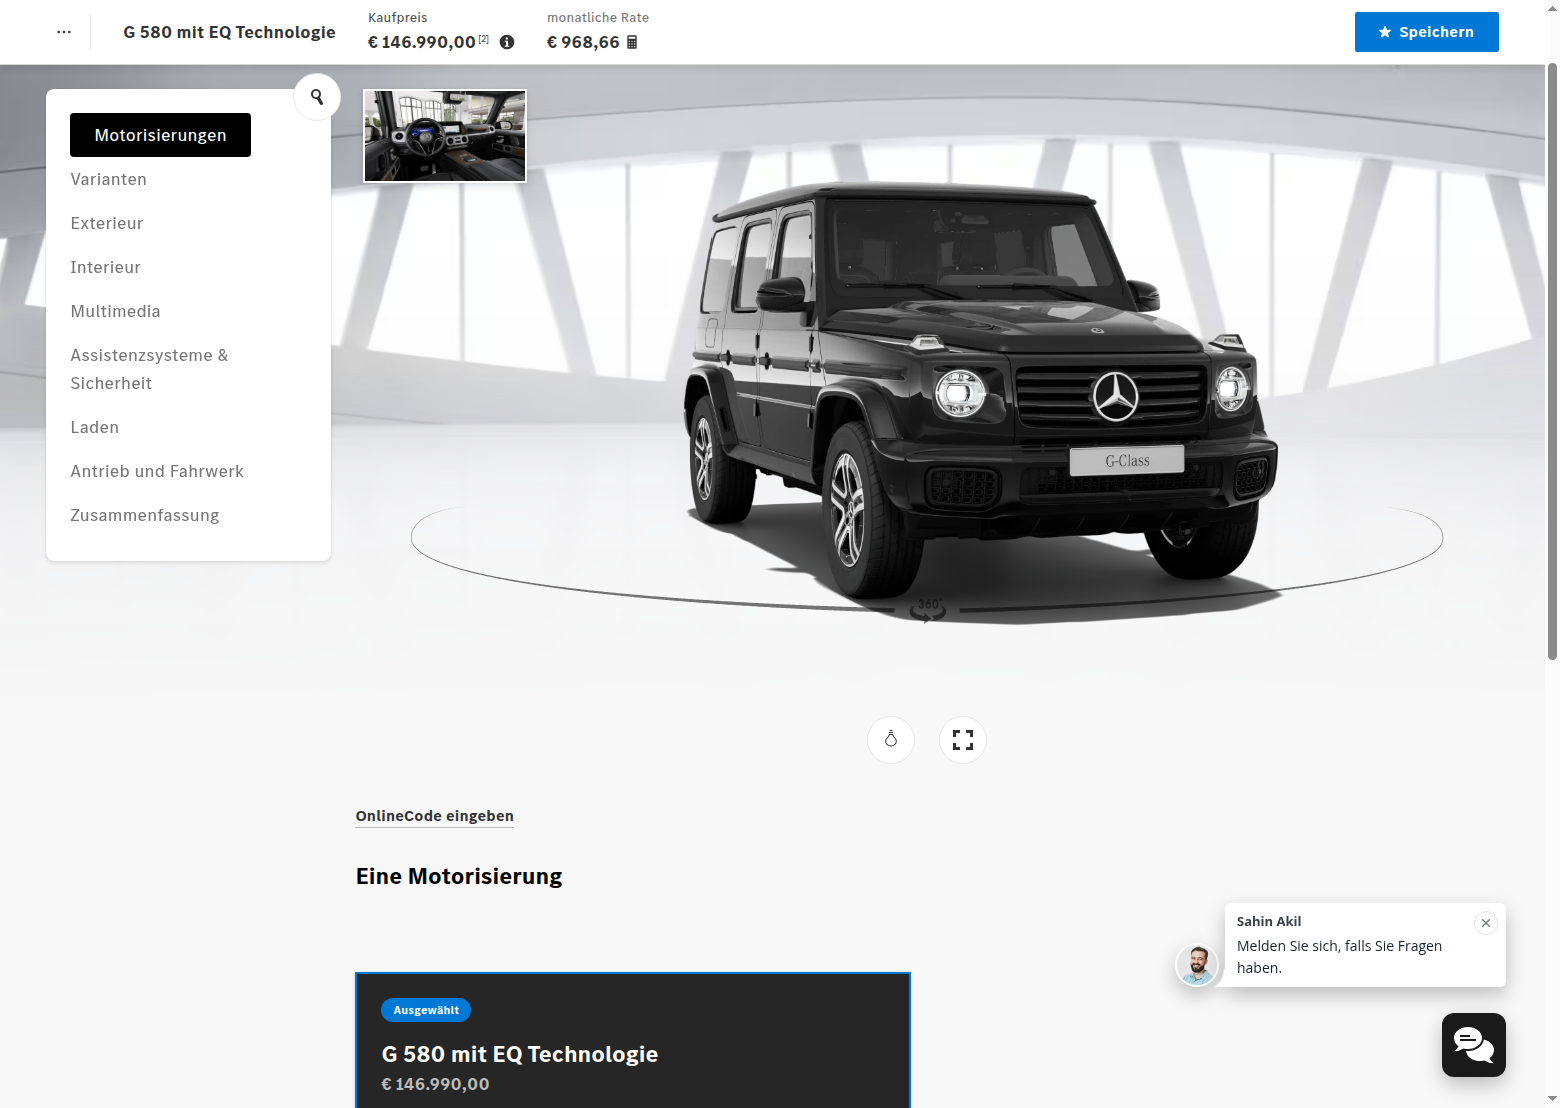 ...
G 580 mit EQ Technologie
Kaufpreis
€ 146.990,00 [2]
monatliche Rate
€ 968,66
Speichern
Motorisierungen
Varianten
Exterieur
Interieur
Multimedia
Assistenzsysteme &
Sicherheit
Laden
Antrieb und Fahrwerk
Zusammenfassung
G-Class
360°
OnlineCode eingeben
Eine Motorisierung
Sahin Akil
Melden Sie sich, falls Sie Fragen
haben.
Ausgewählt
G 580 mit EQ Technologie
€ 146.990,00